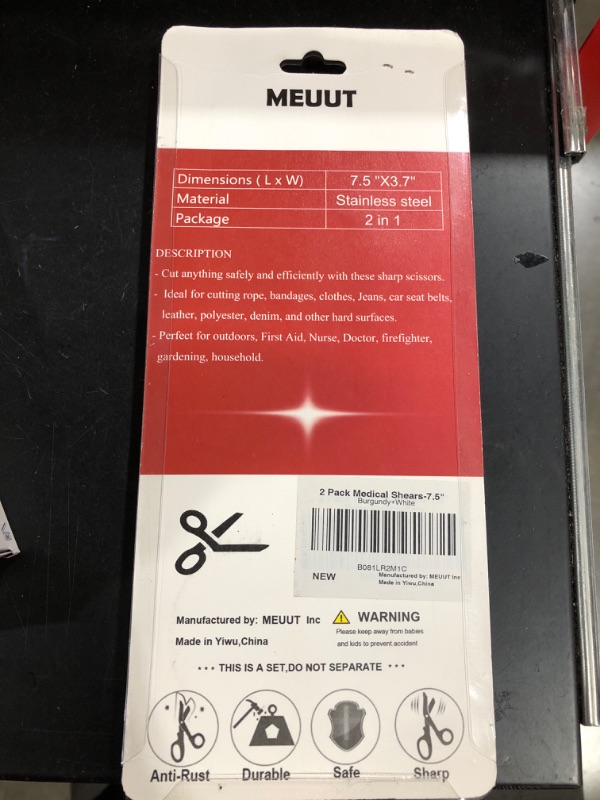 MEUUT
Dimensions ( L x W) 7.5 "X3.7"
Material Stainless steel
Package 2 in 1
DESCRIPTION
- Cut anything safely and efficiently with these sharp scissors.
- Ideal for cutting rope, bandages, clothes, Jeans, car seat belts,
leather, polyester, denim, and other hard surfaces.
- Perfect for outdoors, First Aid, Nurse, Doctor, firefighter,
gardening, household.
2 Pack Medical Shears-7.5"
Burgundy+White
B081LR2M1C
NEW
Manufactured by: MEUUT Inc
Made in Yiwu,China
Manufactured by: MEUUT Inc
Made in Yiwu,China
WARNING
Please keep away from babies
and kids to prevent accident
*** THIS IS A SET,DO NOT SEPARATE ***
Anti-Rust Durable Safe Sharp